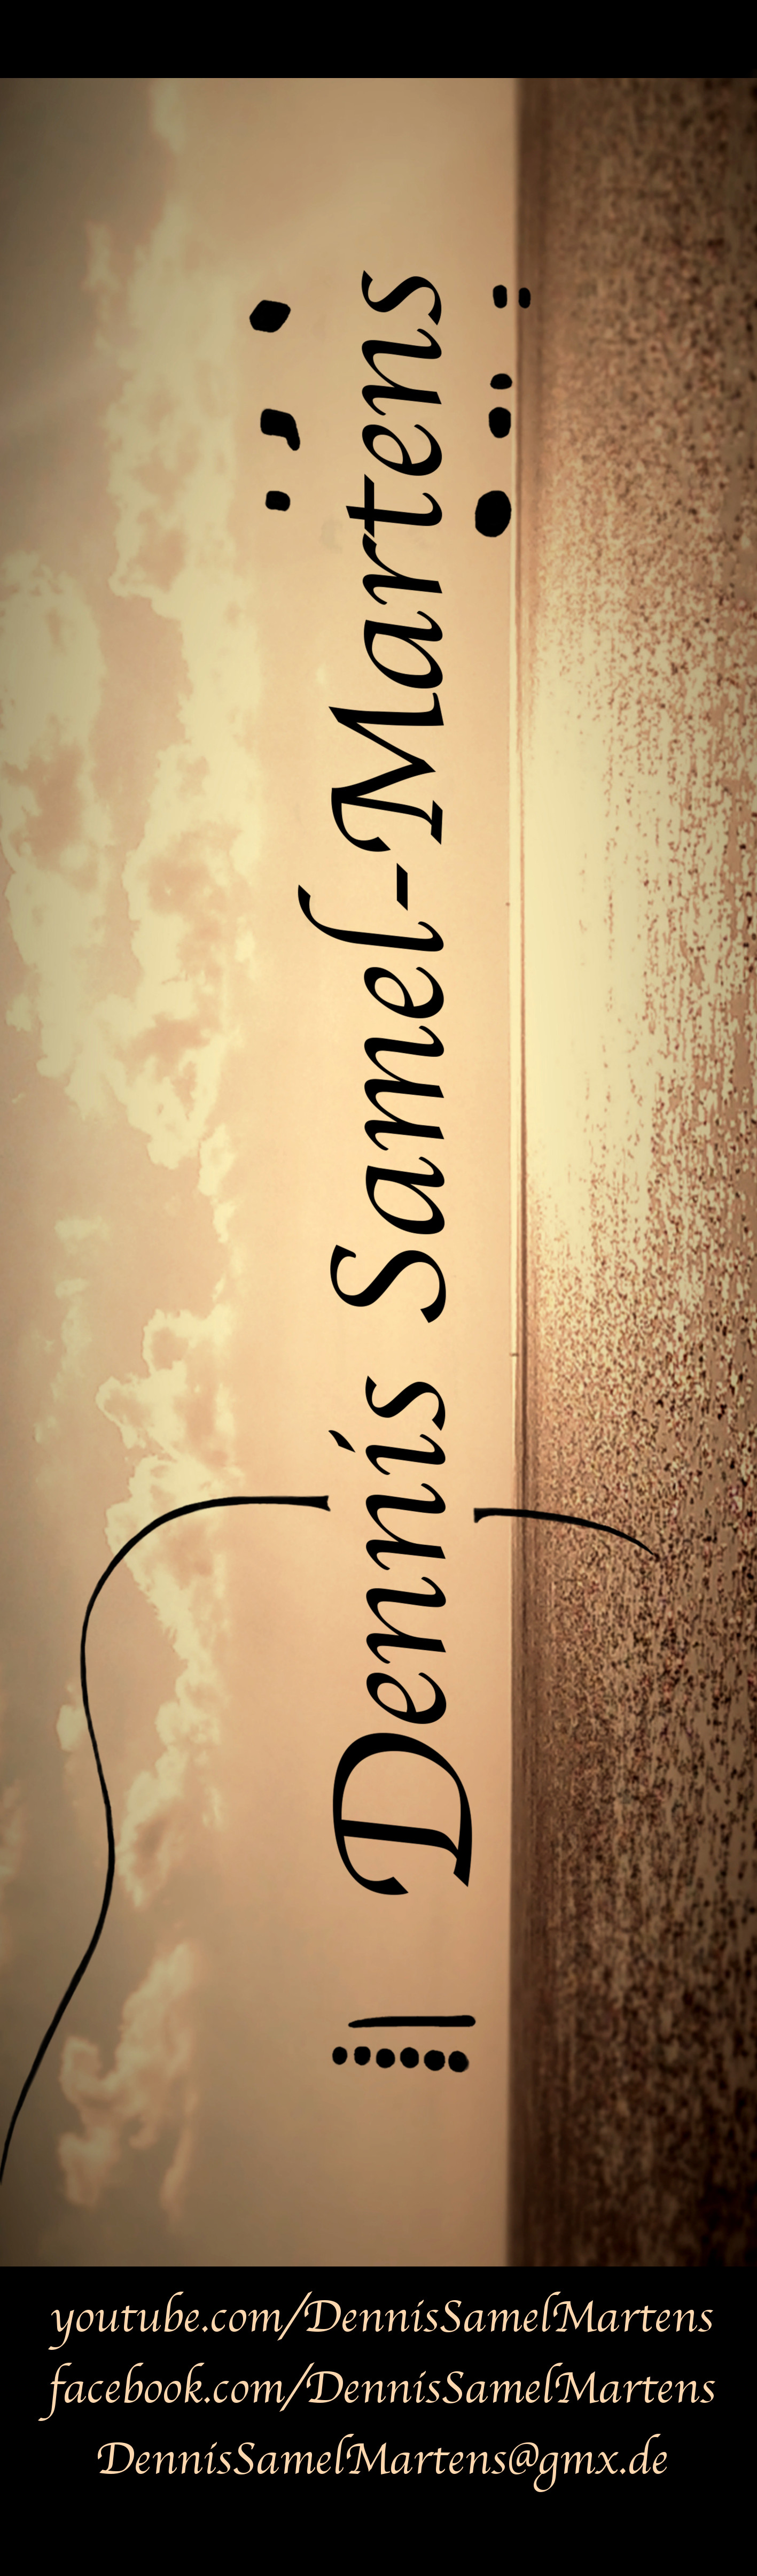 Dennis Samel-Martens
youtube.com/DennisSamelMartens
facebook.com/DennisSamelMartens
DennisSamelMartens@gmx.de